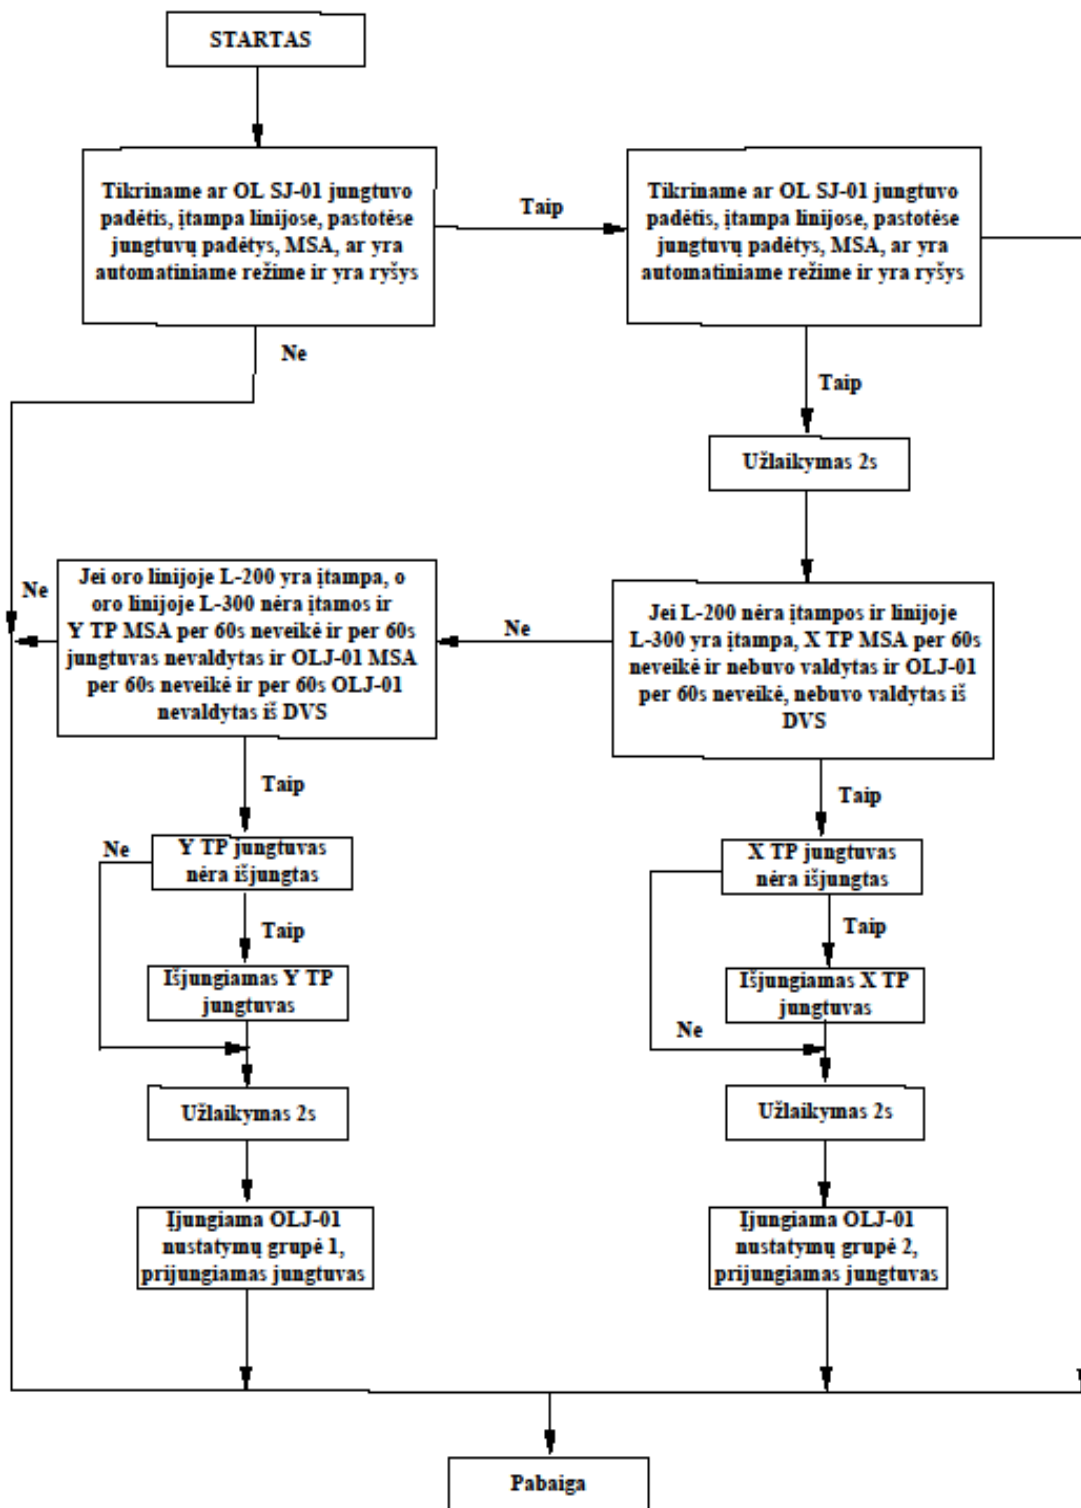 STARTAS
Tikriname ar OL SJ-01 jungtuvo
padėtis, įtampa linijose, pastotėse
jungtuvų padėtys, MSA, ar yra
automatiniame režime ir yra ryšys
Taip
Tikriname ar OL SJ-01 jungtuvo
padėtis, įtampa linijose, pastotėse
jungtuvų padėtys, MSA, ar yra
automatiniame režime ir yra ryšys
Ne
Taip
Užlaikymas 2s
Ne
Jei oro linijoje L-200 yra įtampa, o
oro linijoje L-300 nėra įtamos ir
Y TP MSA per 60s neveikė ir per 60s
jungtuvas nevaldytas ir OLJ-01 MSA
per 60s neveikė ir per 60s OLJ-01
nevaldytas iš DVS
Ne
Jei L-200 nėra įtampos ir linijoje
L-300 yra įtampa, X TP MSA per 60s
neveikė ir nebuvo valdytas ir OLJ-01
per 60s neveikė, nebuvo valdytas iš
DVS
Taip
Taip
Ne
Y TP jungtuvas
nėra išjungtas
X TP jungtuvas
nėra išjungtas
Taip
Taip
Išjungiamas Y TP
jungtuvas
Išjungiamas X TP
jungtuvas
Ne
Užlaikymas 2s
Užlaikymas 2s
Įjungiama OLJ-01
nustatymų grupė 1,
prijungiamas jungtuvas
Įjungiama OLJ-01
nustatymų grupė 2,
prijungiamas jungtuvas
Pabaiga